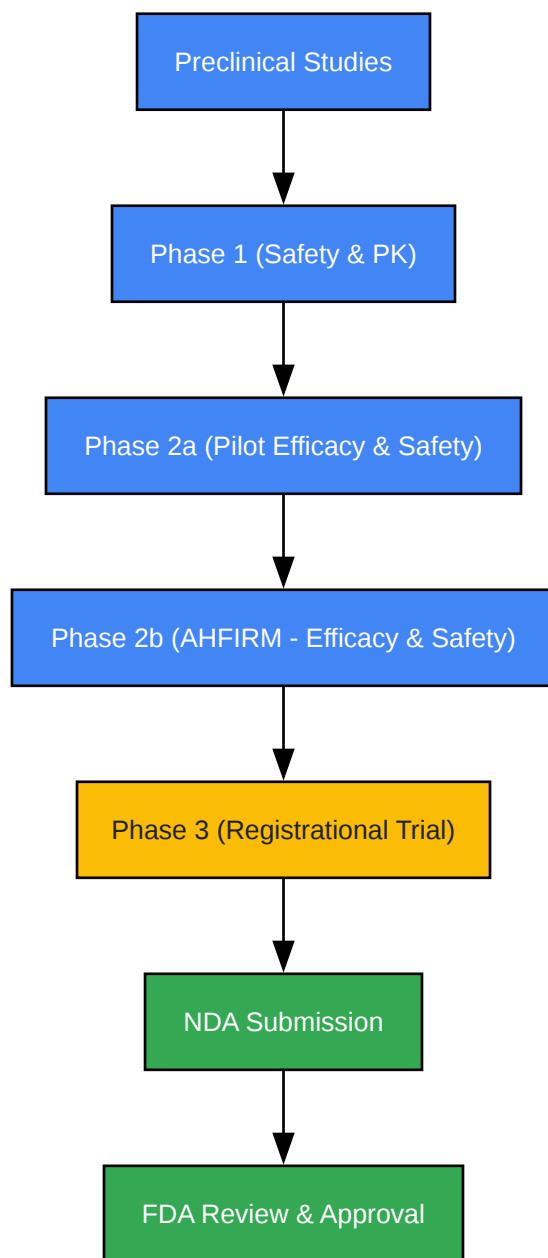 Preclinical Studies
Phase 1 (Safety & PK)
Phase 2a (Pilot Efficacy & Safety)
Phase 2b (AHFIRM - Efficacy & Safety)
Phase 3 (Registrational Trial)
NDA Submission
FDA Review & Approval